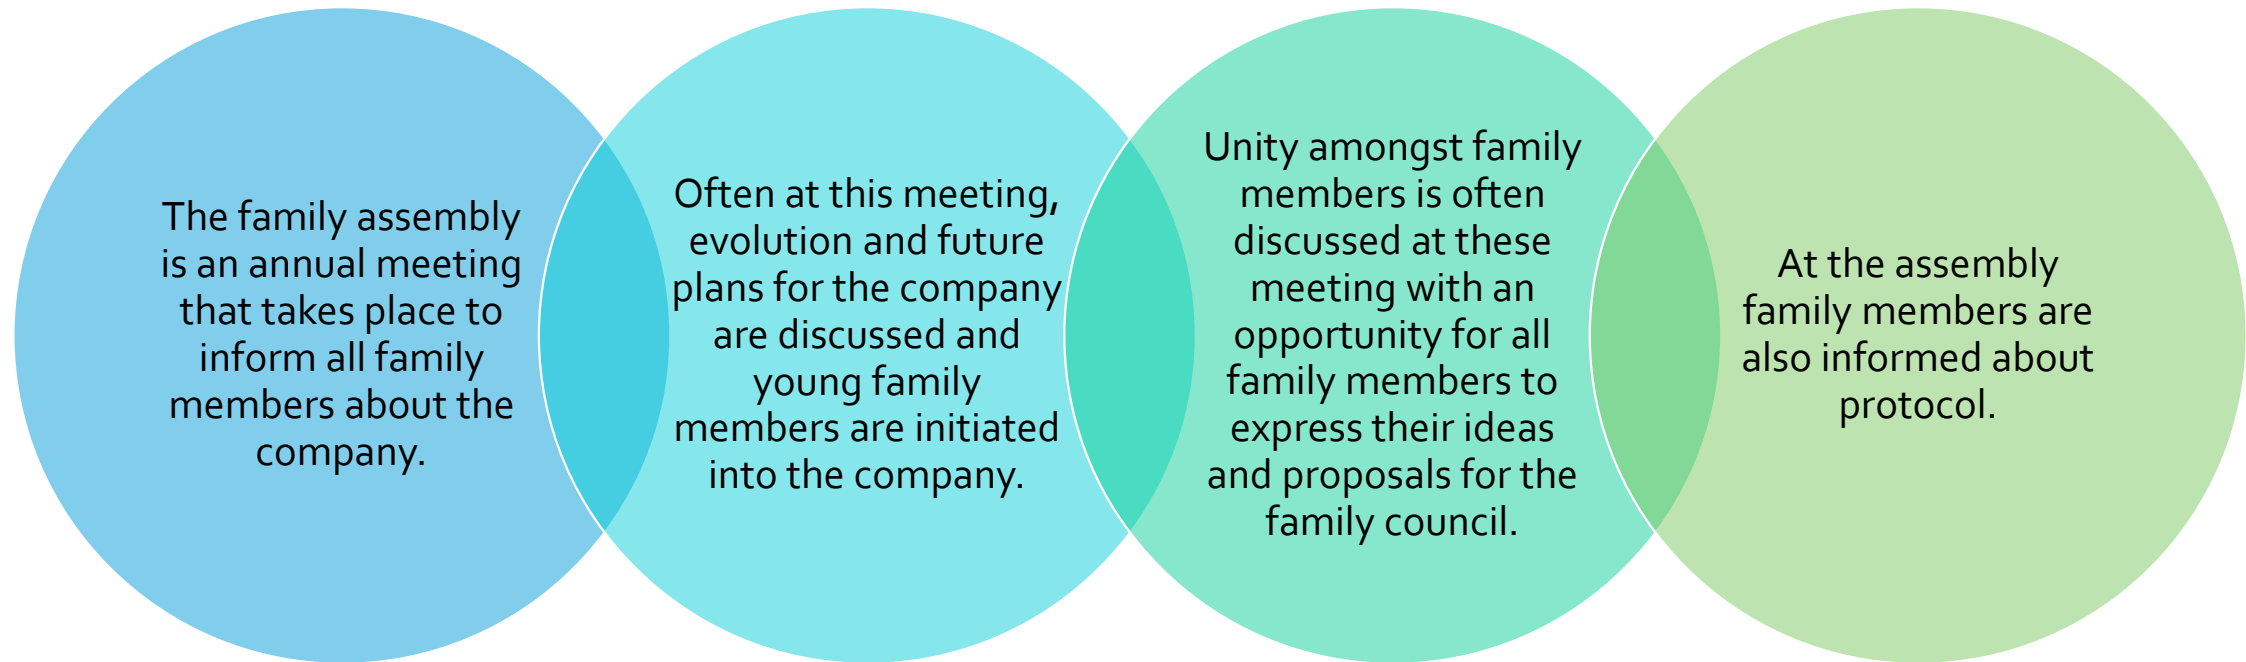 The family assembly
is an annual meeting
that takes place to
inform all family
members about the
company.
Often at this meeting,
evolution and future
plans for the company
are discussed and
young family
members are initiated
into the company.
Unity amongst family
members is often
discussed at these
meeting with an
opportunity for all
family members to
express their ideas
and proposals for the
family council.
At the assembly
family members are
also informed about
protocol.